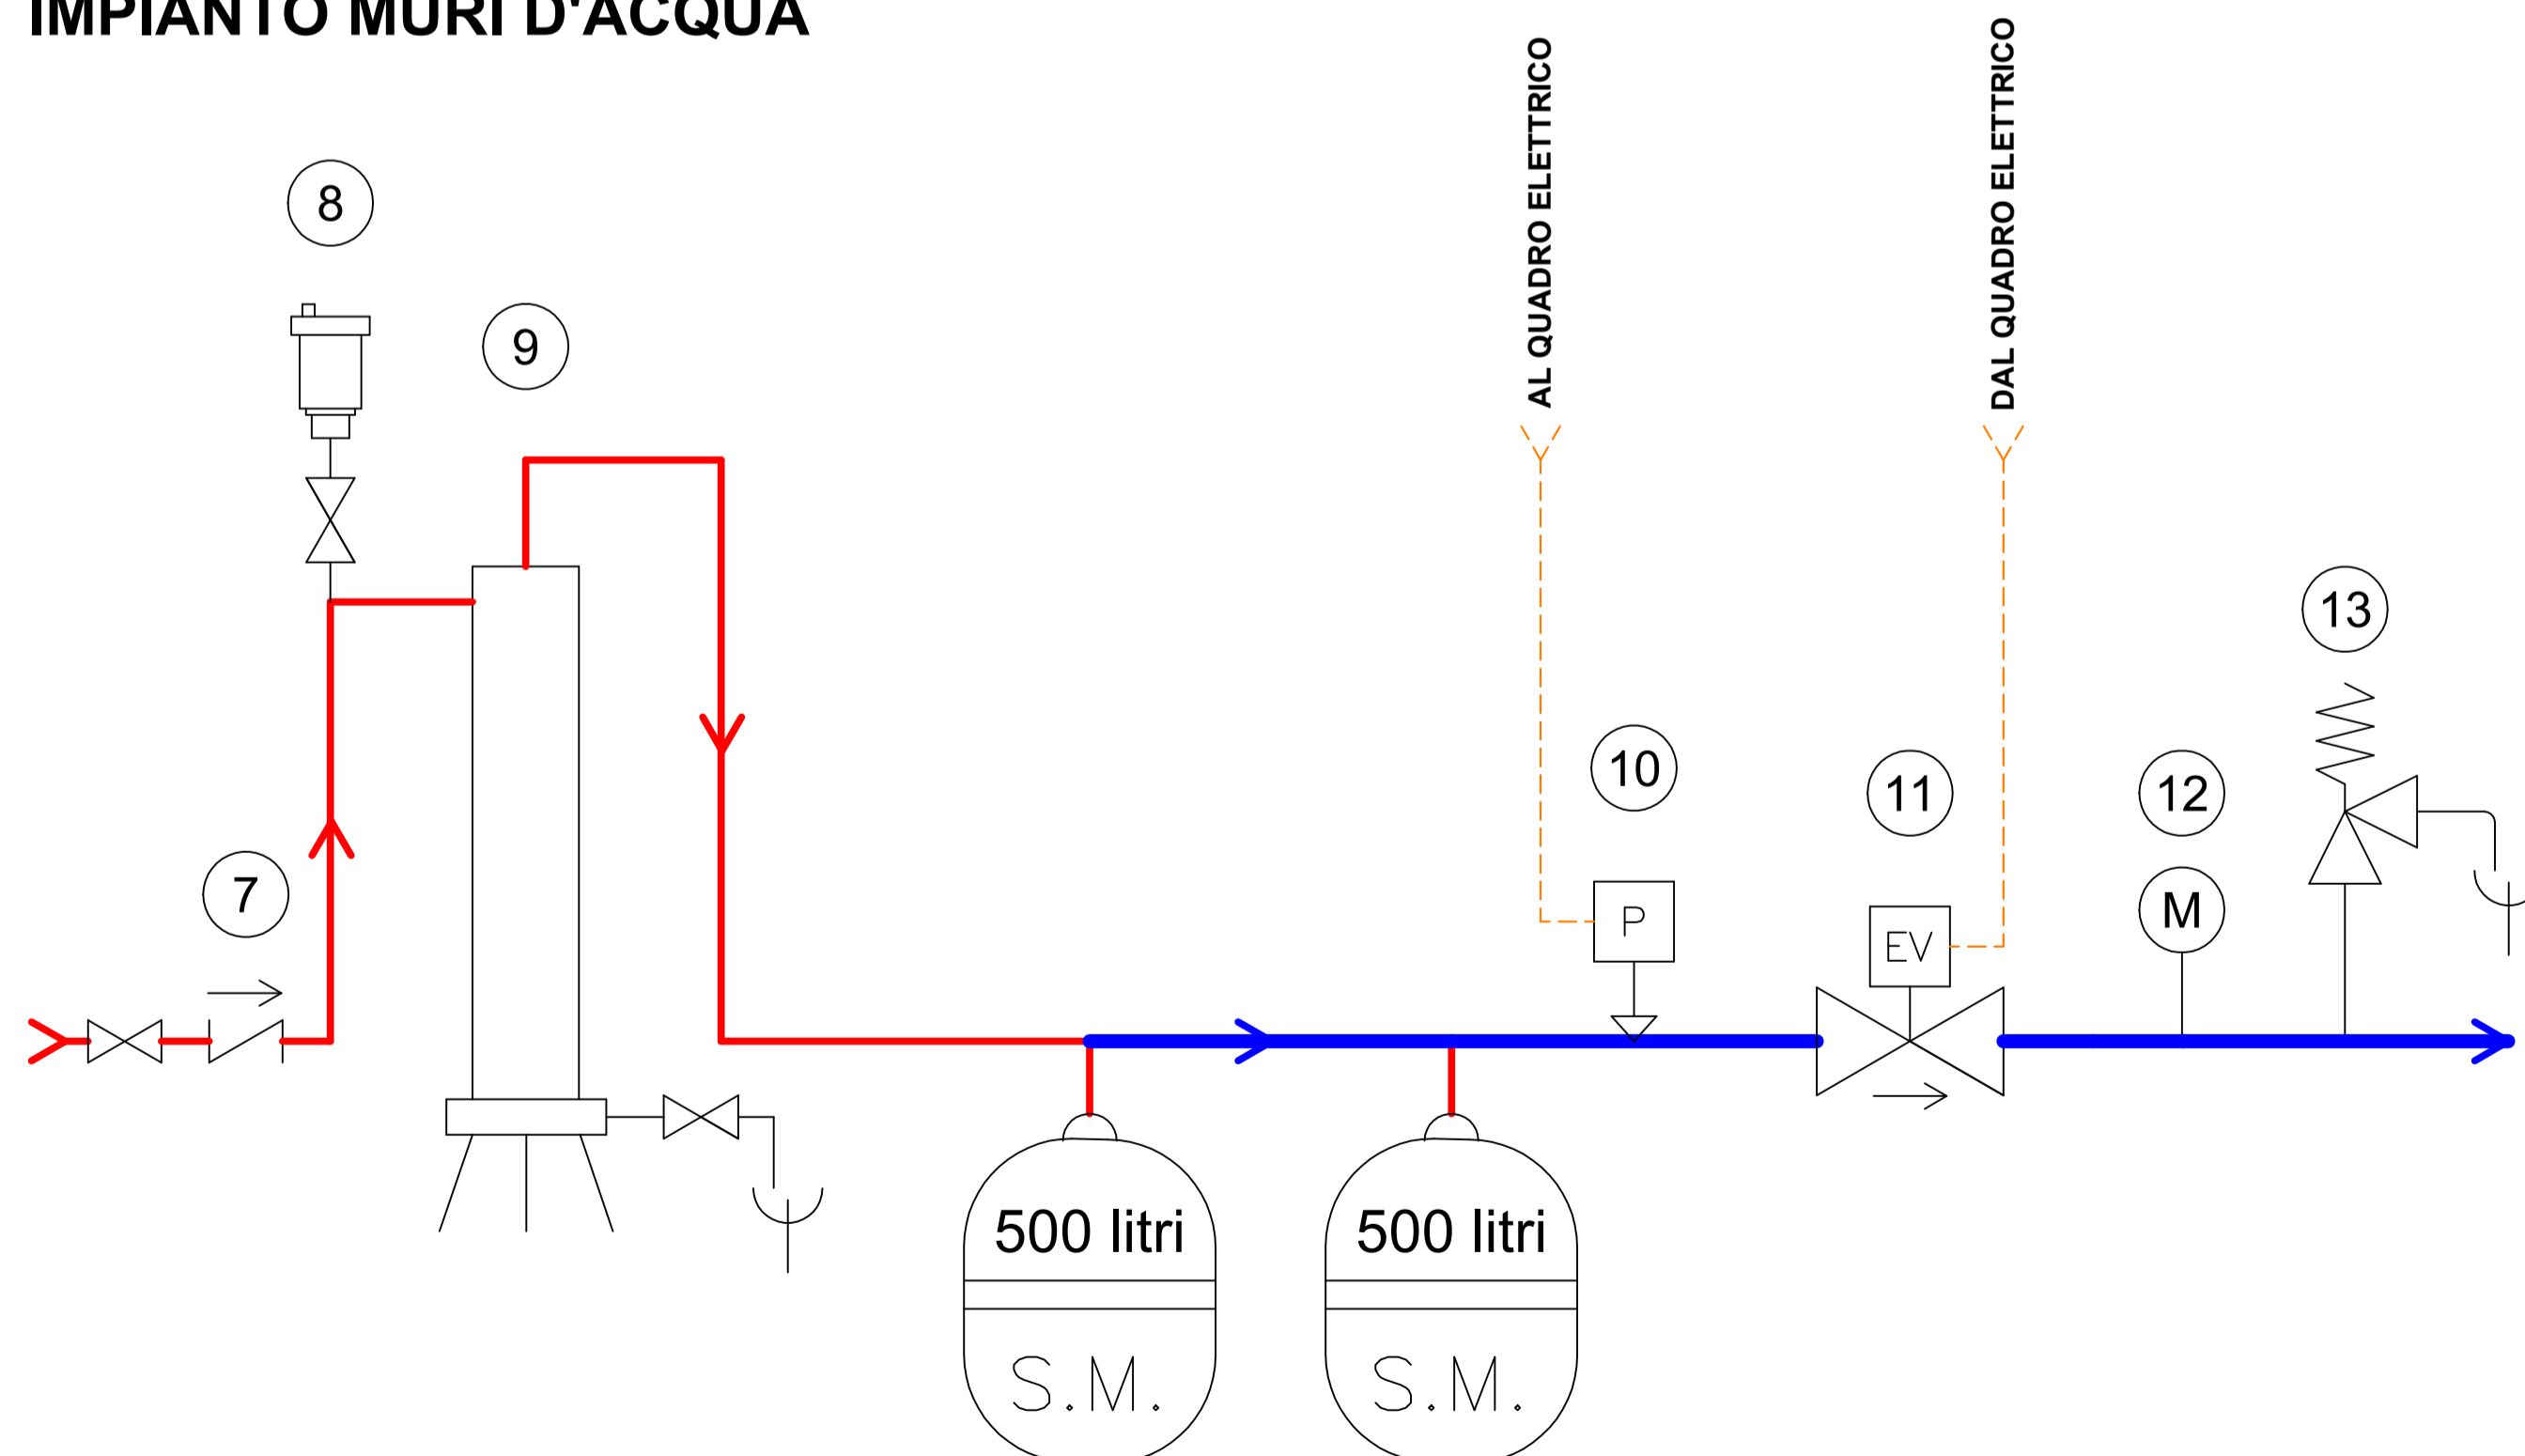 IMPIANTO MURI D'ACQUA
AL QUADRO ELETTRICO
DAL QUADRO ELETTRICO
8
9
13
10
11
12
7
P
EV
M
500 litri
500 litri
S.M.
S.M.